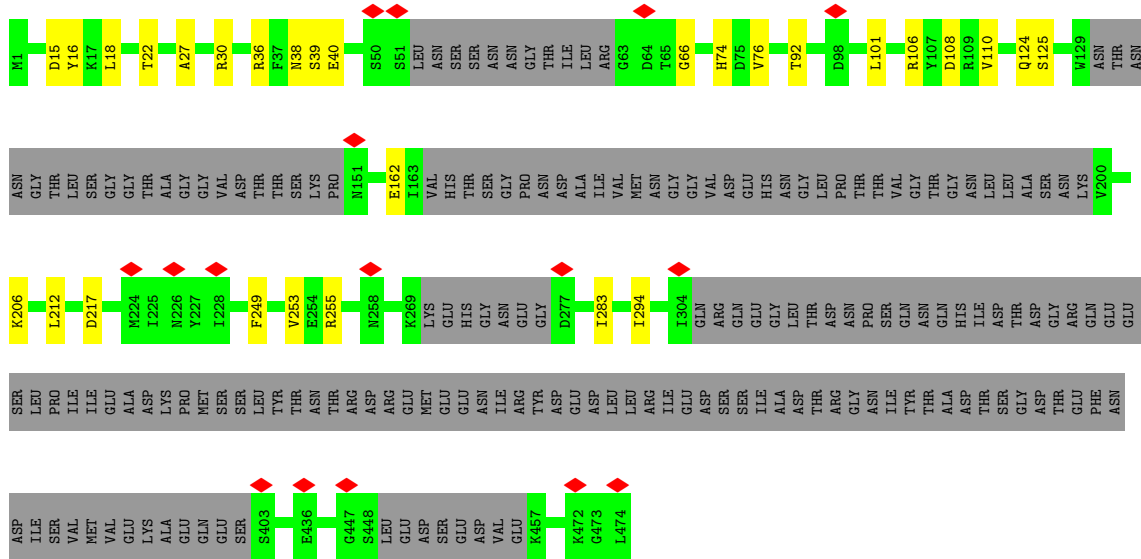 M1 D15 Y16 K17 L18 T22 A27 R30 R36 F37 N38 S39 E40 S50 S51 LEU ASN SER SER ASN ASN GLY THR ILE LEU ARG G63 D64 T65 G66 H74 D75 V76 T92 D98 L101 R106 Y107 D108 R109 V110 Q124 S125 W129 ASN THR ASN
ASN GLY THR LEU SER GLY GLY THR ALA GLY GLY VAL ASP THR THR SER LYS PRO N151 E162 I163 VAL HIS THR SER GLY PRO ASN ASP ALA ILE VAL MET ASN GLY GLY VAL ASP GLU HIS ASN GLY LEU PRO THR THR VAL GLY THR GLY ASN LEU LEU ALA SER ASN LYS V200
K206 L212 D217 M224 I225 N226 Y227 I228 F249 V253 E254 R255 N258 K269 LYS GLU HIS GLY ASN GLU GLY D277 I283 I294 I304 GLN ARG GLN GLU GLY LEU THR ASP ASN PRO SER GLN ASN GLN HIS ILE ASP THR ASP GLY ARG GLN GLU GLU
SER LEU PRO ILE ILE GLU ALA ASP LYS PRO MET SER SER LEU TYR THR ASN THR ARG ASP ARG GLU MET GLU GLU ASN ILE ARG TYR ASP GLU ASP LEU LEU ARG ILE GLU ASP SER SER ILE ALA ASP THR ARG GLY ASN ILE TYR THR ALA ASP THR SER GLY ASP THR GLU PHE ASN
ASP ILE SER VAL MET VAL GLU LYS ALA GLU GLN GLU SER S403 E436 G447 S448 LEU GLU ASP SER GLU ASP VAL GLU K457 K472 G473 L474